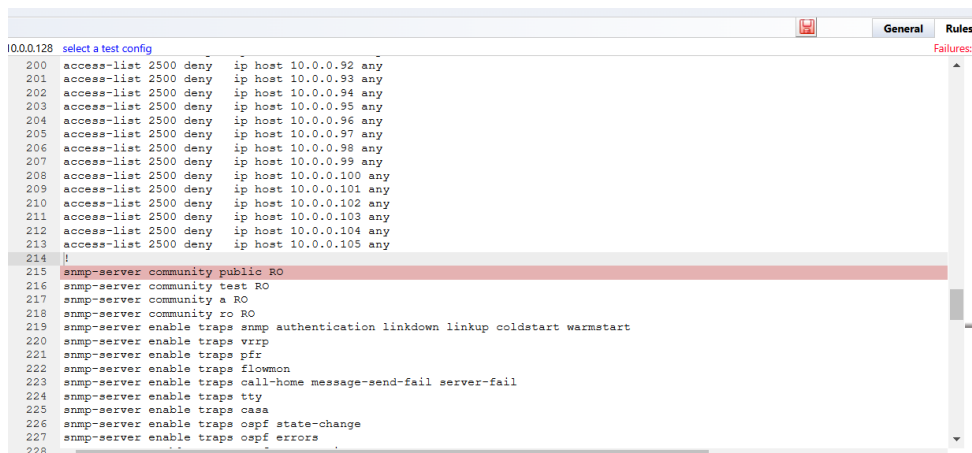 General Rules
10.0.0.128 select a test config Failures:
200 access-list 2500 deny ip host 10.0.0.92 any
201 access-list 2500 deny ip host 10.0.0.93 any
202 access-list 2500 deny ip host 10.0.0.94 any
203 access-list 2500 deny ip host 10.0.0.95 any
204 access-list 2500 deny ip host 10.0.0.96 any
205 access-list 2500 deny ip host 10.0.0.97 any
206 access-list 2500 deny ip host 10.0.0.98 any
207 access-list 2500 deny ip host 10.0.0.99 any
208 access-list 2500 deny ip host 10.0.0.100 any
209 access-list 2500 deny ip host 10.0.0.101 any
210 access-list 2500 deny ip host 10.0.0.102 any
211 access-list 2500 deny ip host 10.0.0.103 any
212 access-list 2500 deny ip host 10.0.0.104 any
213 access-list 2500 deny ip host 10.0.0.105 any
214 !
215 snmp-server community public RO
216 snmp-server community test RO
217 snmp-server community a RO
218 snmp-server community ro RO
219 snmp-server enable traps snmp authentication linkdown linkup coldstart warmstart
220 snmp-server enable traps vrrp
221 snmp-server enable traps pfr
222 snmp-server enable traps flowmon
223 snmp-server enable traps call-home message-send-fail server-fail
224 snmp-server enable traps tty
225 snmp-server enable traps casa
226 snmp-server enable traps ospf state-change
227 snmp-server enable traps ospf errors
228